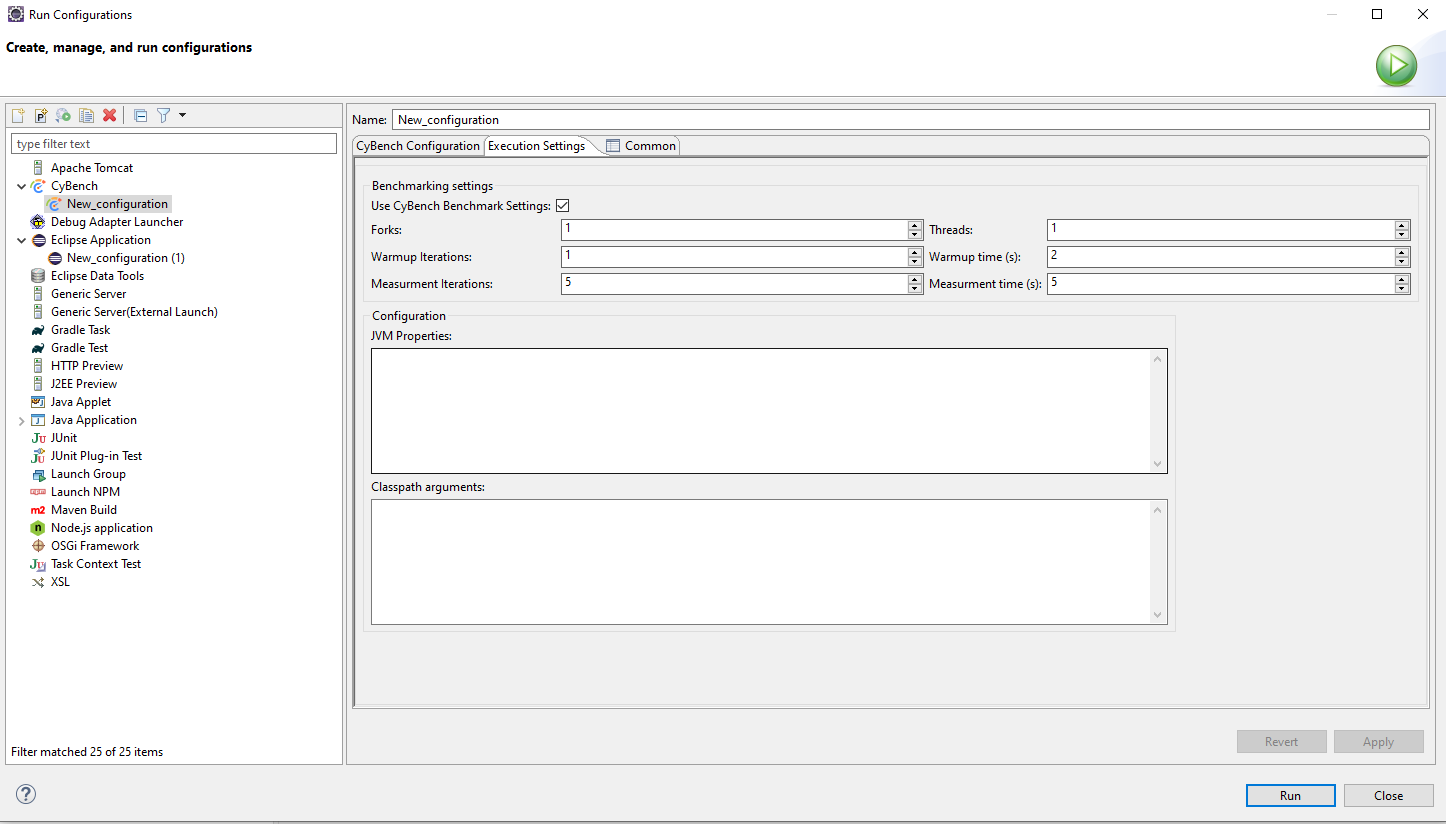 Run Configurations
Create, manage, and run configurations
type filter text
Apache Tomcat
CyBench
New_configuration
Debug Adapter Launcher
Eclipse Application
New_configuration (1)
Eclipse Data Tools
Generic Server
Generic Server(External Launch)
Gradle Task
Gradle Test
HTTP Preview
J2EE Preview
Java Applet
Java Application
JUnit
JUnit Plug-in Test
Launch Group
Launch NPM
Maven Build
Node.js application
OSGi Framework
Task Context Test
XSL
Filter matched 25 of 25 items
Name: New_configuration
CyBench Configuration Execution Settings Common
Benchmarking settings
Use CyBench Benchmark Settings:
Forks: 1 Threads: 1
Warmup Iterations: 1 Warmup time (s): 2
Measurment Iterations: 5 Measurment time (s): 5
Configuration
JVM Properties:
Classpath arguments:
Revert Apply
Run Close